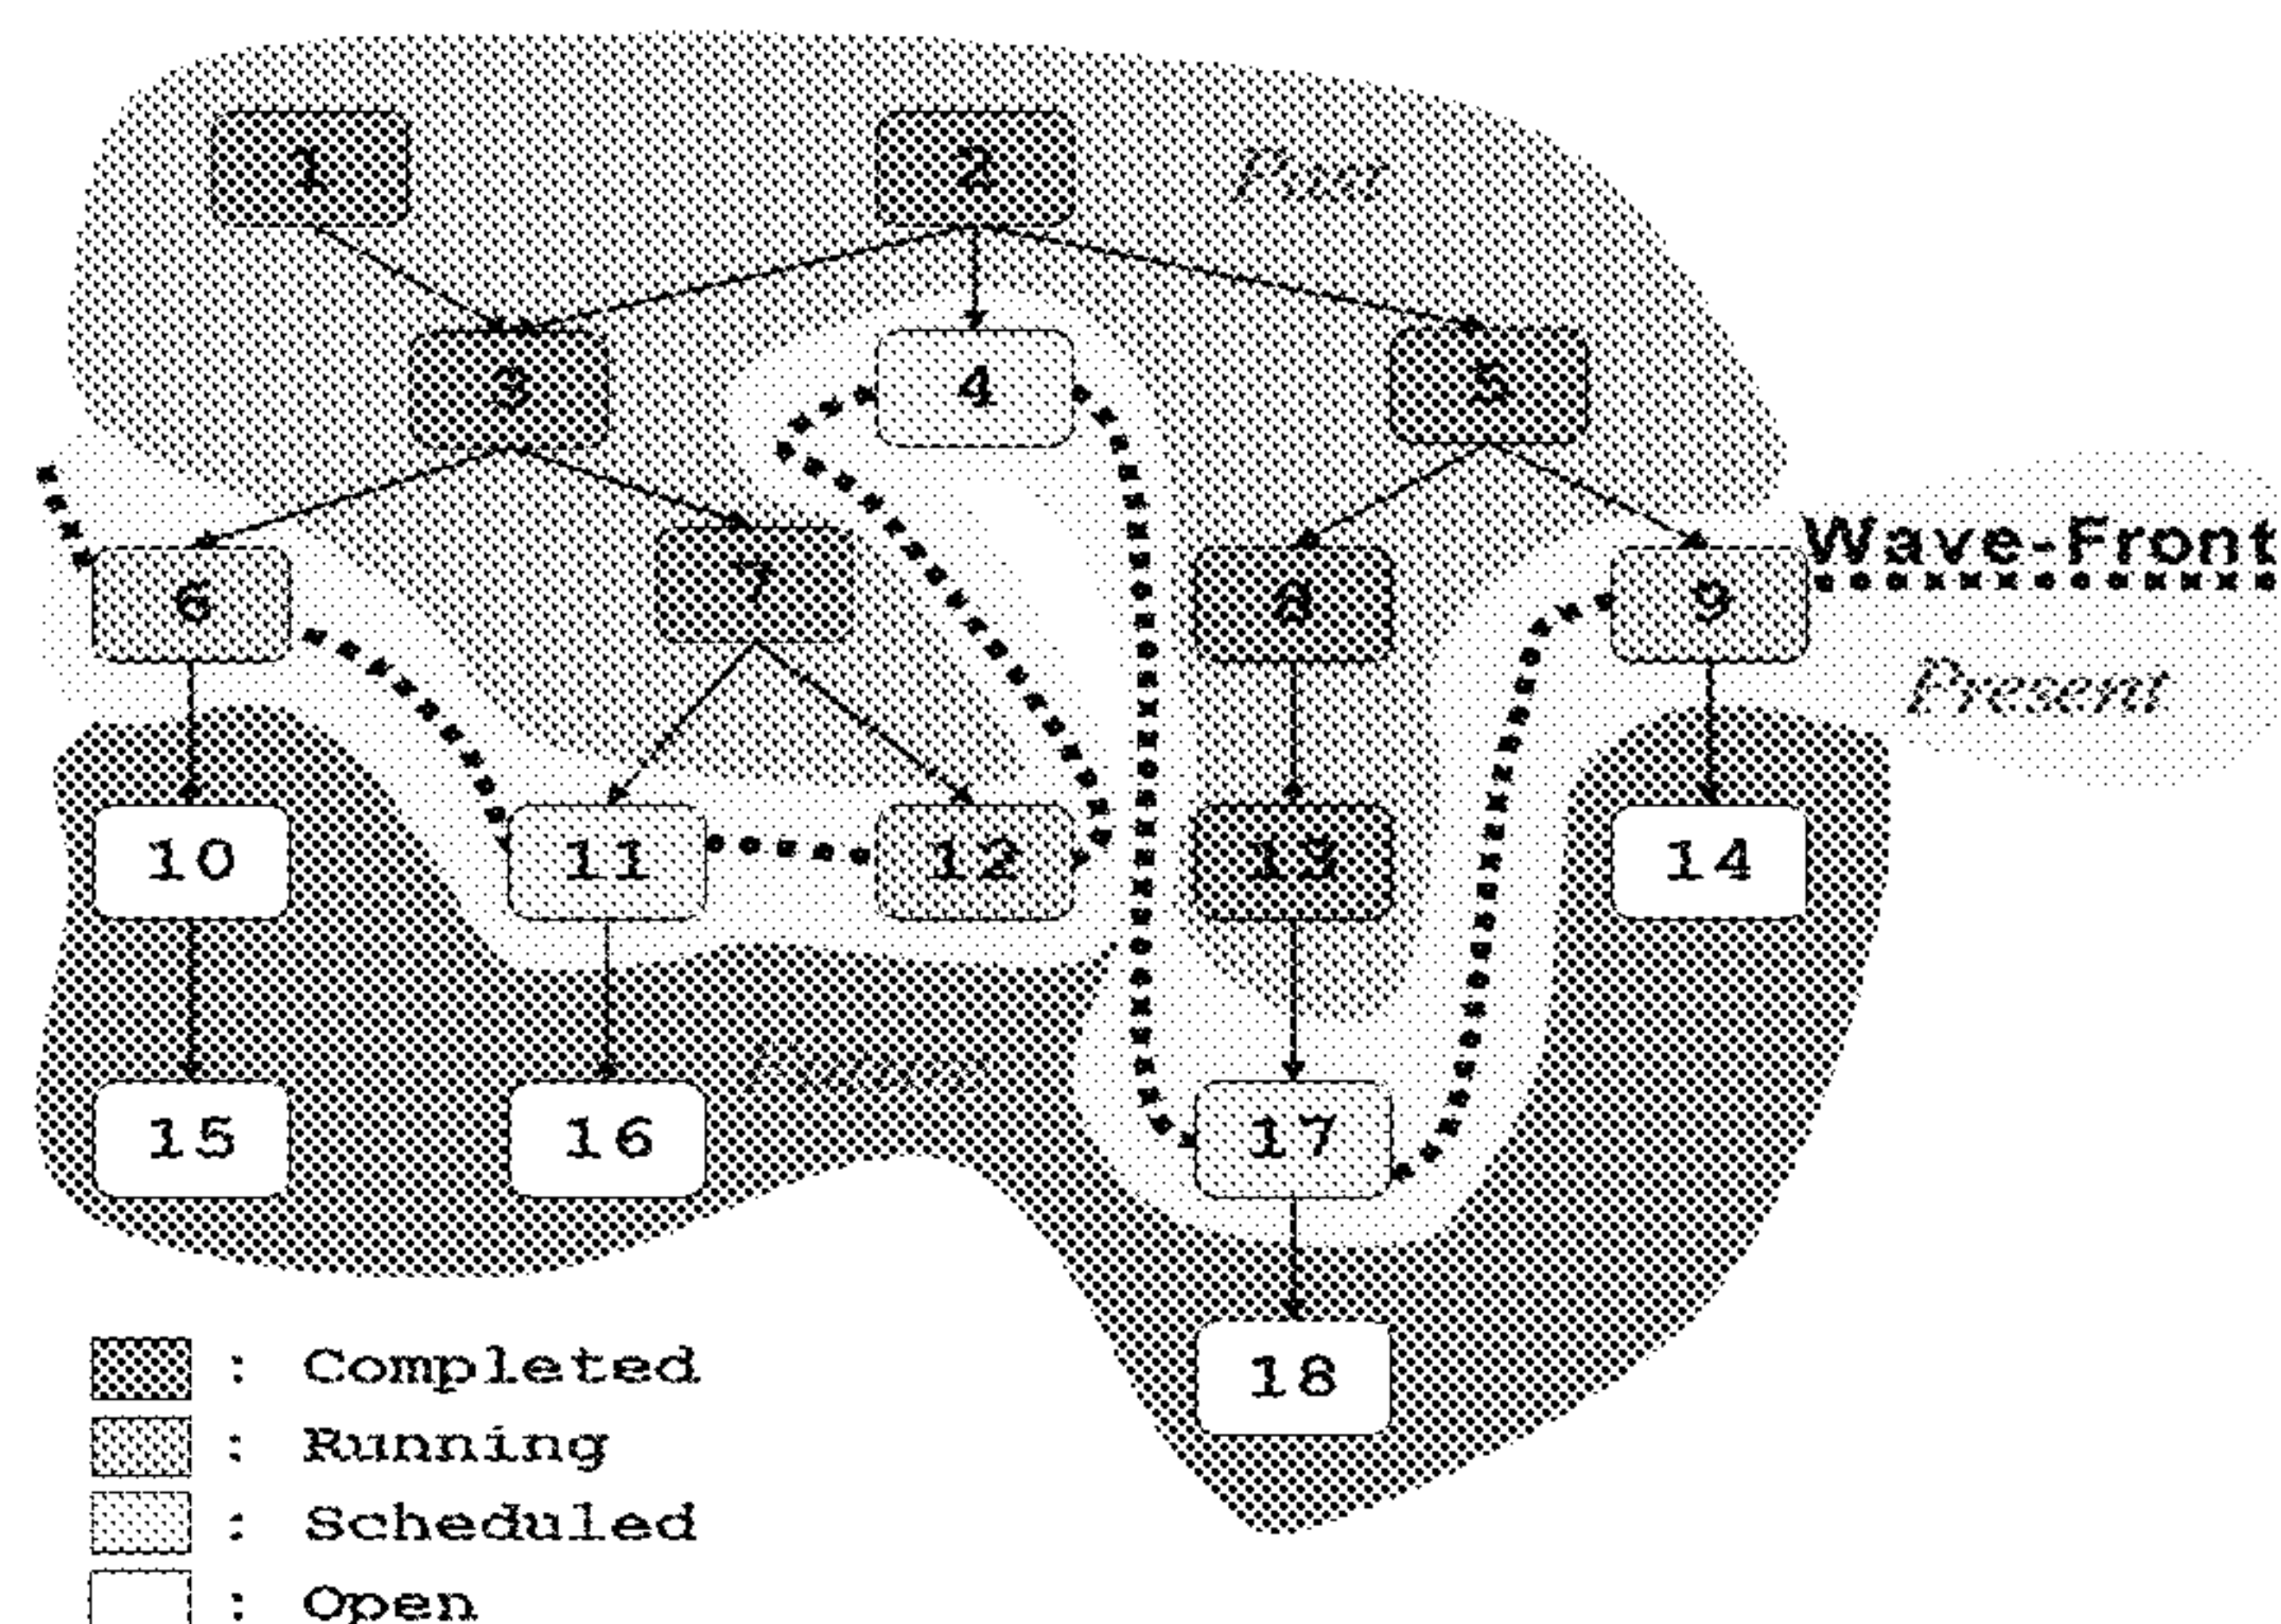 1
2
Past
3
4
5
Wave-Front
6
7
8
9
Present
10
11
12
13
14
Future
15
16
17
18
: Completed
: Running
: Scheduled
: Open